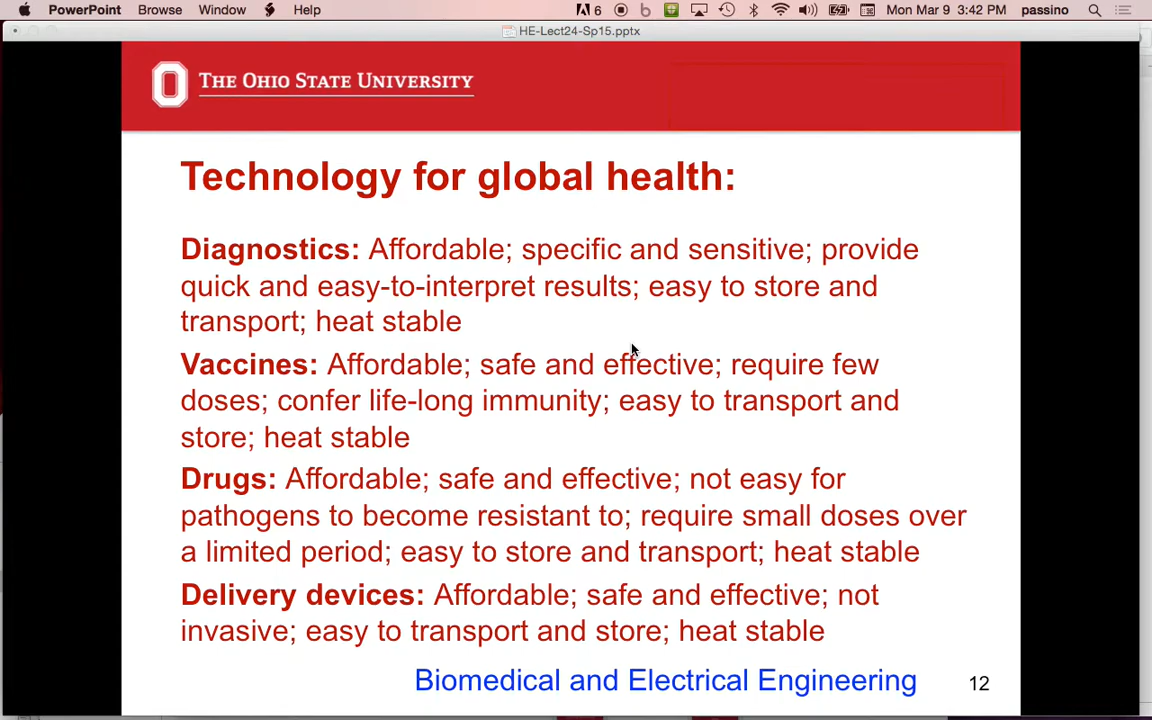 PowerPoint Browse Window Help 6 Mon Mar 9 3:42 PM passino
HE-Lect24-Sp15.pptx
THE OHIO STATE UNIVERSITY
Technology for global health:
Diagnostics: Affordable; specific and sensitive; provide
quick and easy-to-interpret results; easy to store and
transport; heat stable
Vaccines: Affordable; safe and effective; require few
doses; confer life-long immunity; easy to transport and
store; heat stable
Drugs: Affordable; safe and effective; not easy for
pathogens to become resistant to; require small doses over
a limited period; easy to store and transport; heat stable
Delivery devices: Affordable; safe and effective; not
invasive; easy to transport and store; heat stable
Biomedical and Electrical Engineering 12